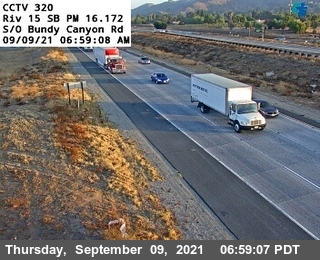 CCTV 320
Riv 15 SB PM 16.172
S/O Bundy Canyon Rd
09/09/21 06:59:08 AM
Thursday, September 09, 2021 06:59:07 PDT